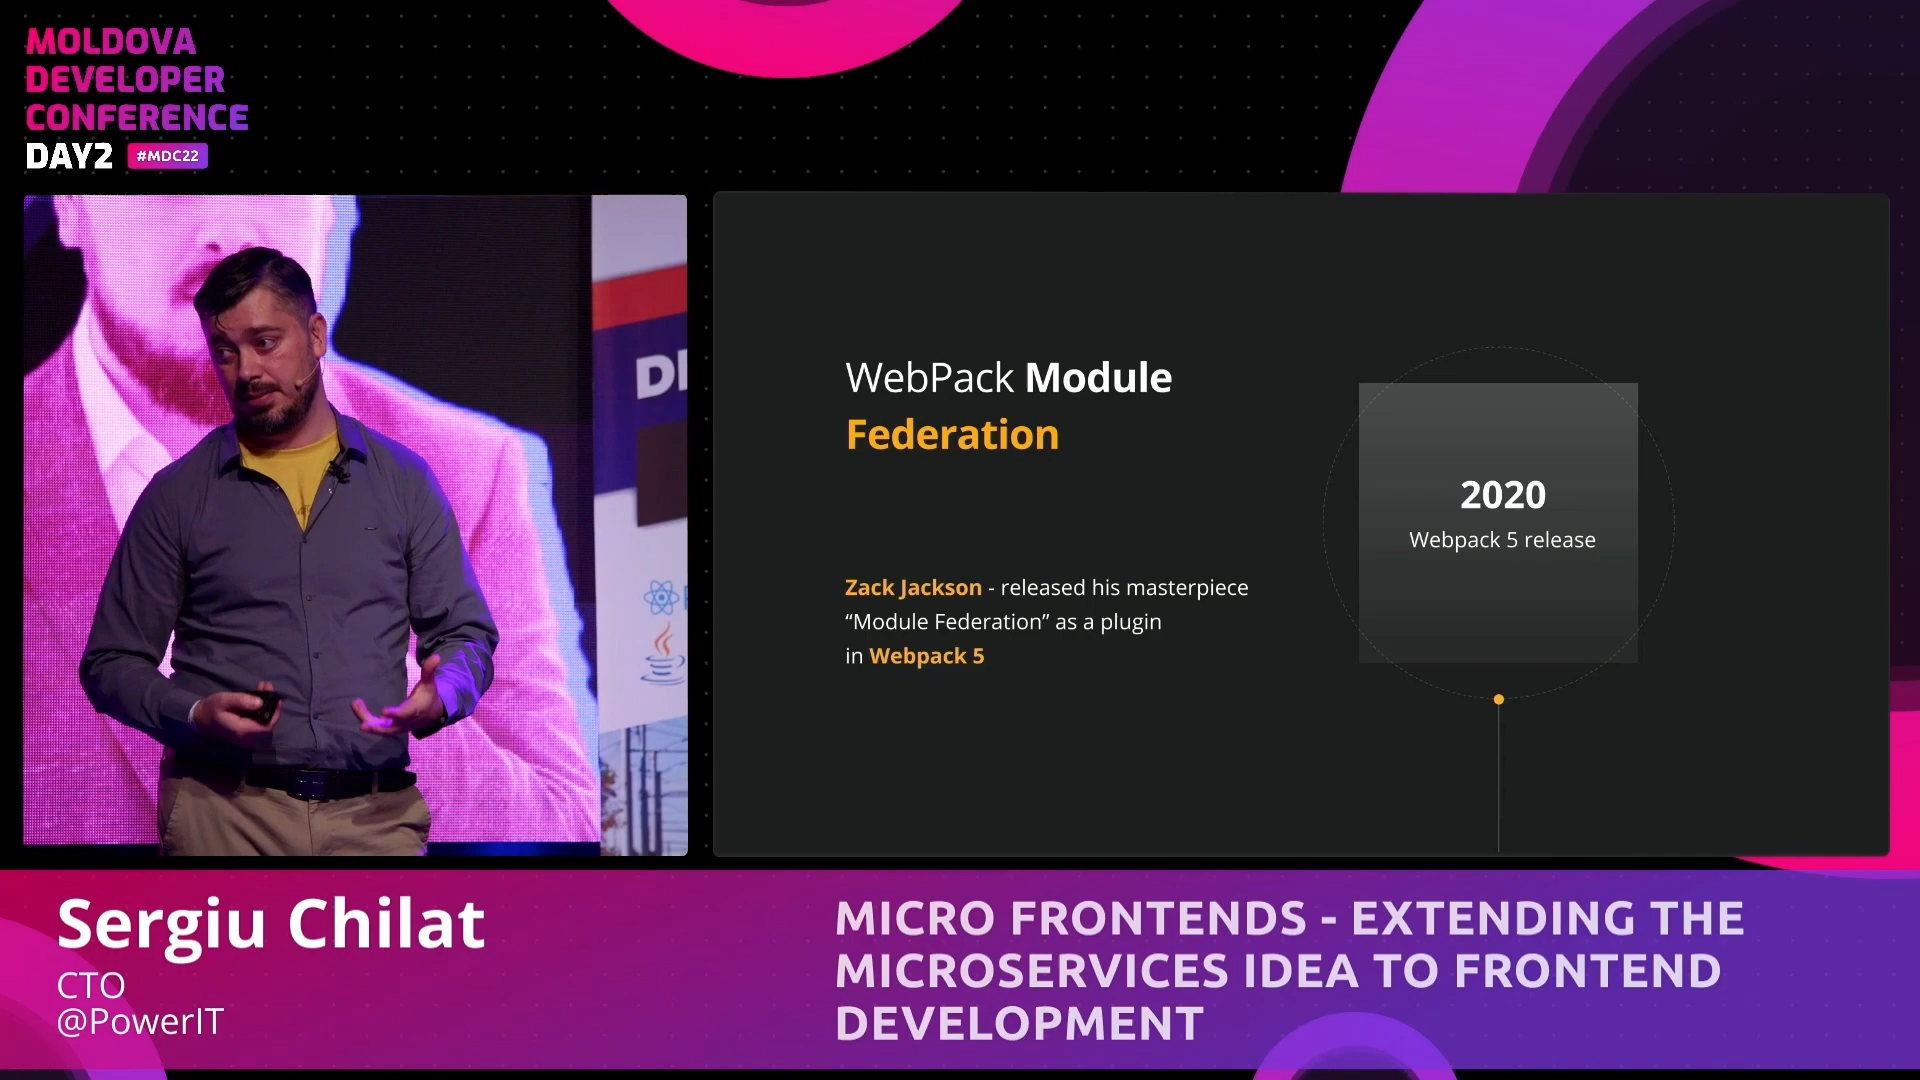 MOLDOVA
DEVELOPER
CONFERENCE
DAY2 #MDC22
WebPack Module
Federation
2020
Webpack 5 release
Zack Jackson - released his masterpiece
“Module Federation” as a plugin
in Webpack 5
Sergiu Chilat
CTO
@PowerIT
MICRO FRONTENDS - EXTENDING THE
MICROSERVICES IDEA TO FRONTEND
DEVELOPMENT